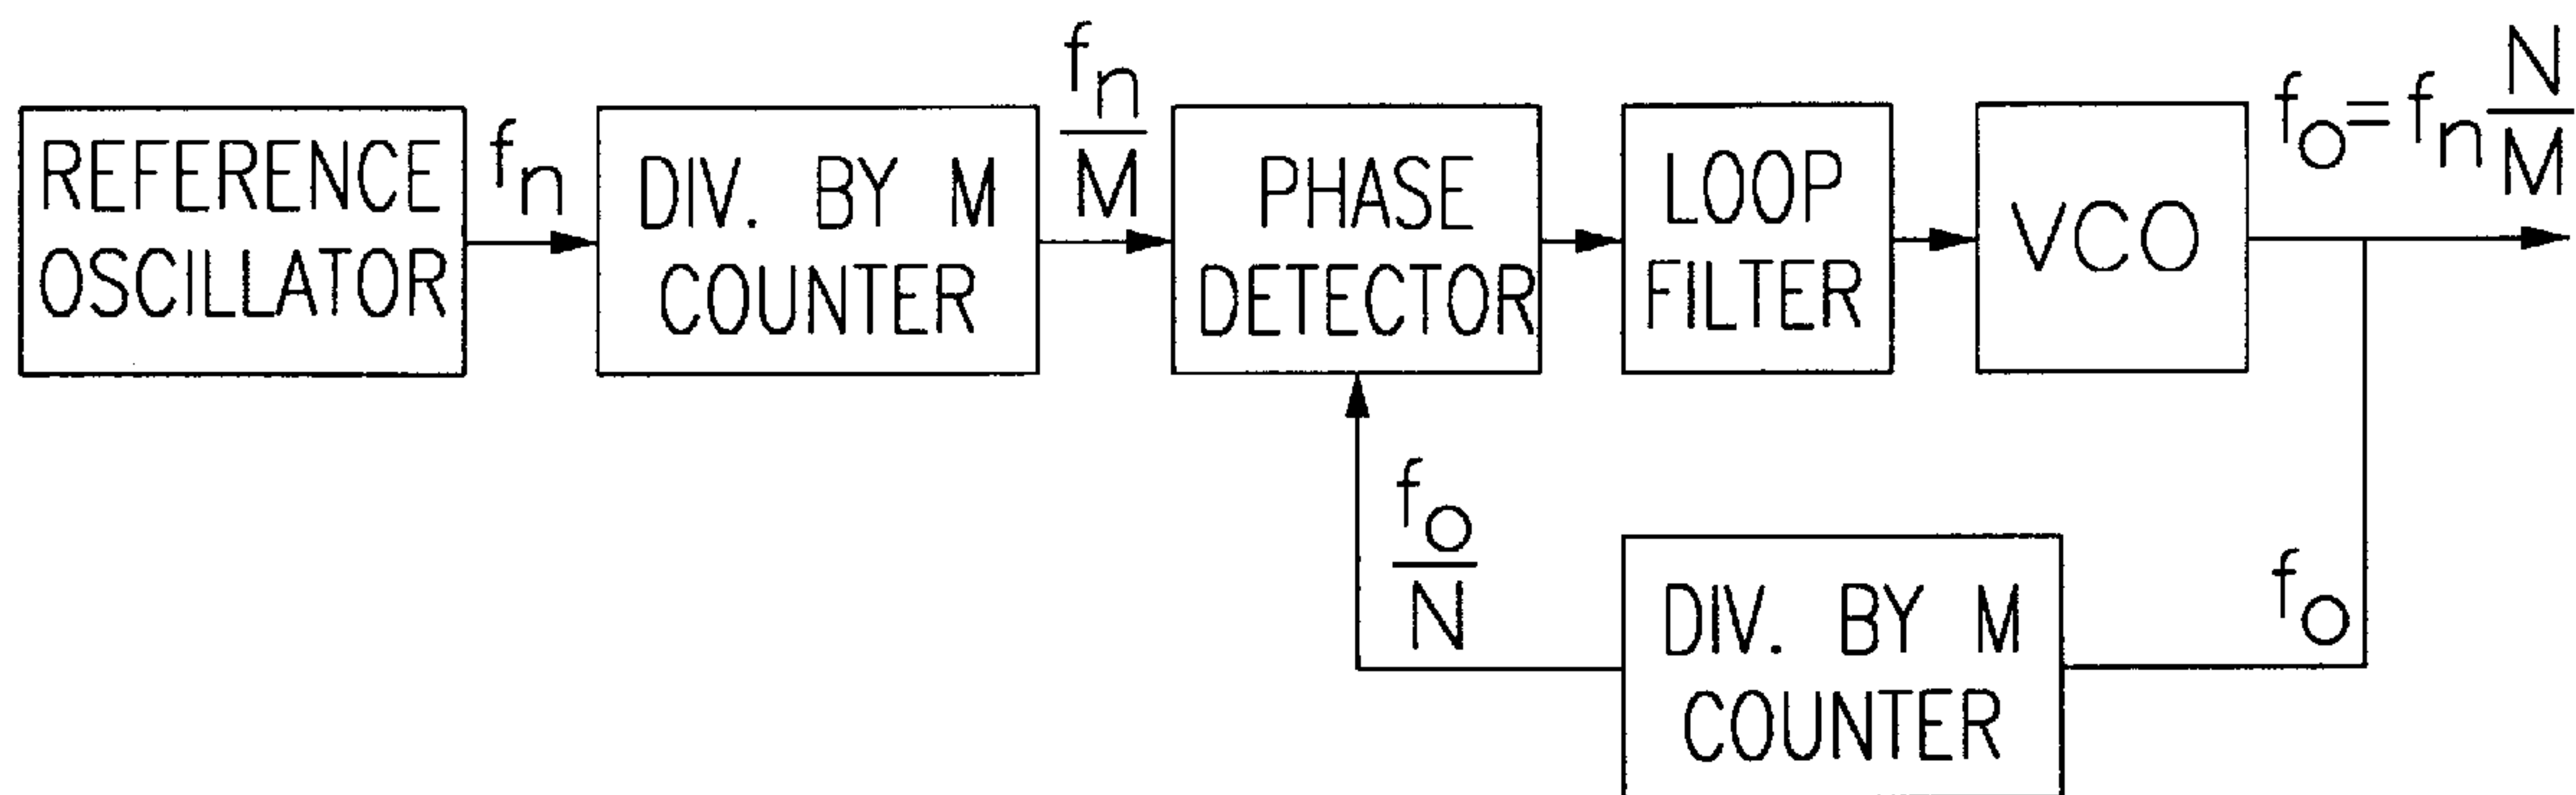 REFERENCE
OSCILLATOR
fn
DIV. BY M
COUNTER
fn
M
PHASE
DETECTOR
LOOP
FILTER
VCO
fo = fn N
M
fo
N
DIV. BY M
COUNTER
fo